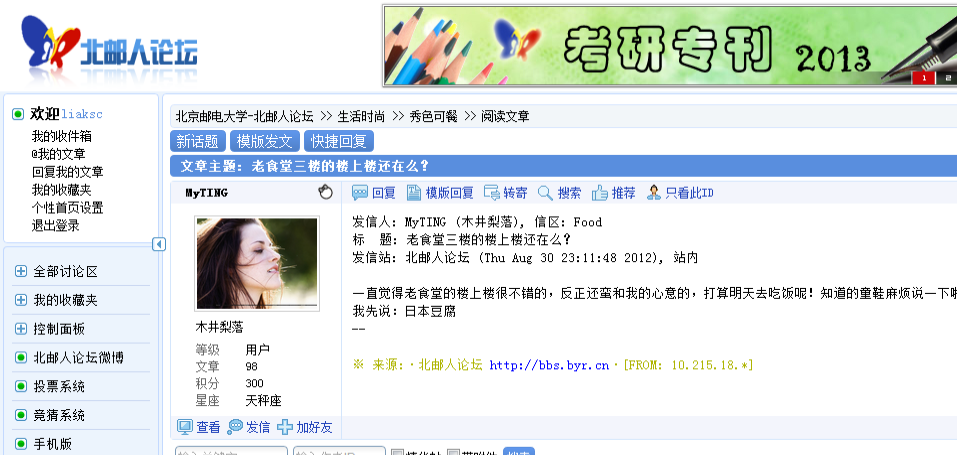 北邮人论坛
考研专刊 2013
1 2
欢迎liaksc
我的收件箱
@我的文章
回复我的文章
我的收藏夹
个性首页设置
退出登录
全部讨论区
我的收藏夹
控制面板
北邮人论坛微博
投票系统
竞猜系统
手机版
北京邮电大学-北邮人论坛 >> 生活时尚 >> 秀色可餐 >> 阅读文章
新话题 模版发文 快捷回复
文章主题: 老食堂三楼的楼上楼还在么?
MyTING
回复 模版回复 转寄 搜索 推荐 只看此ID
木井梨落
等级 用户
文章 98
积分 300
星座 天秤座
发信人: MyTING (木井梨落), 信区: Food
标 题: 老食堂三楼的楼上楼还在么?
发信站: 北邮人论坛 (Thu Aug 30 23:11:48 2012), 站内
一直觉得老食堂的楼上楼很不错的，反正还蛮和我的心意的，打算明天去吃饭呢！知道的童鞋麻烦说一下
我先说：日本豆腐
--
※ 来源:·北邮人论坛 http://bbs.byr.cn·[FROM: 10.215.18.*]
查看 发信 加好友